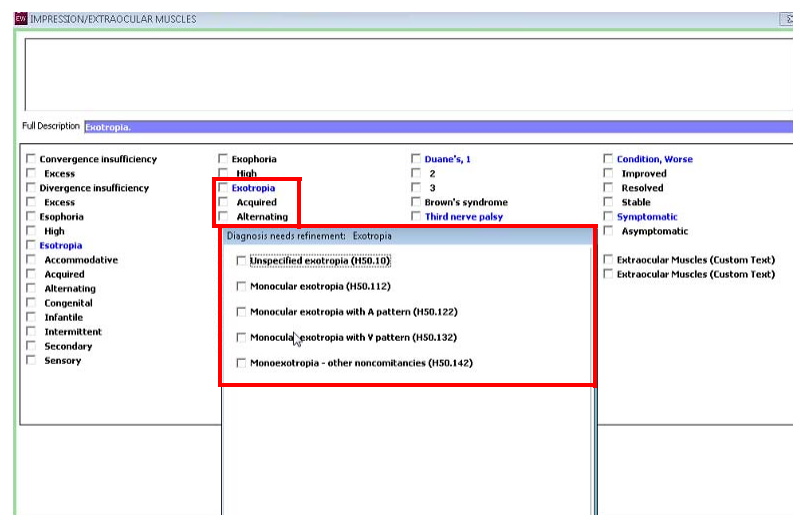 EW IMPRESSION/EXTRAOCULAR MUSCLES
Full Description Exotropia.
Convergence insufficiency
Excess
Divergence insufficiency
Excess
Esophoria
High
Esotropia
Accommodative
Acquired
Alternating
Congenital
Infantile
Intermittent
Secondary
Sensory
Exophoria
High
Exotropia
Acquired
Alternating
Duane's, 1
2
3
Brown's syndrome
Third nerve palsy
Condition, Worse
Improved
Resolved
Stable
Symptomatic
Asymptomatic
Extraocular Muscles (Custom Text)
Extraocular Muscles (Custom Text)
Diagnosis needs refinement: Exotropia
Unspecified exotropia (H50.10)
Monocular exotropia (H50.112)
Monocular exotropia with A pattern (H50.122)
Monocular exotropia with V pattern (H50.132)
Monoexotropia - other noncomitancies (H50.142)